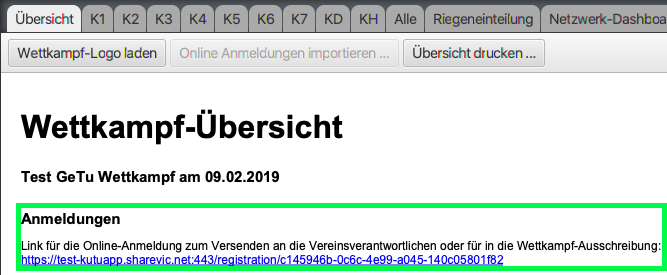 Übersicht K1 K2 K3 K4 K5 K6 K7 KD KH Alle Riegeneinteilung Netzwerk-Dashboa
Wettkampf-Logo laden Online Anmeldungen importieren ... Übersicht drucken ...
Wettkampf-Übersicht
Test GeTu Wettkampf am 09.02.2019
Anmeldungen
Link für die Online-Anmeldung zum Versenden an die Vereinsverantwortlichen oder für in die Wettkampf-Ausschreibung:
https://test-kutuapp.sharevic.net:443/registration/c145946b-0c6c-4e99-a045-140c05801f82